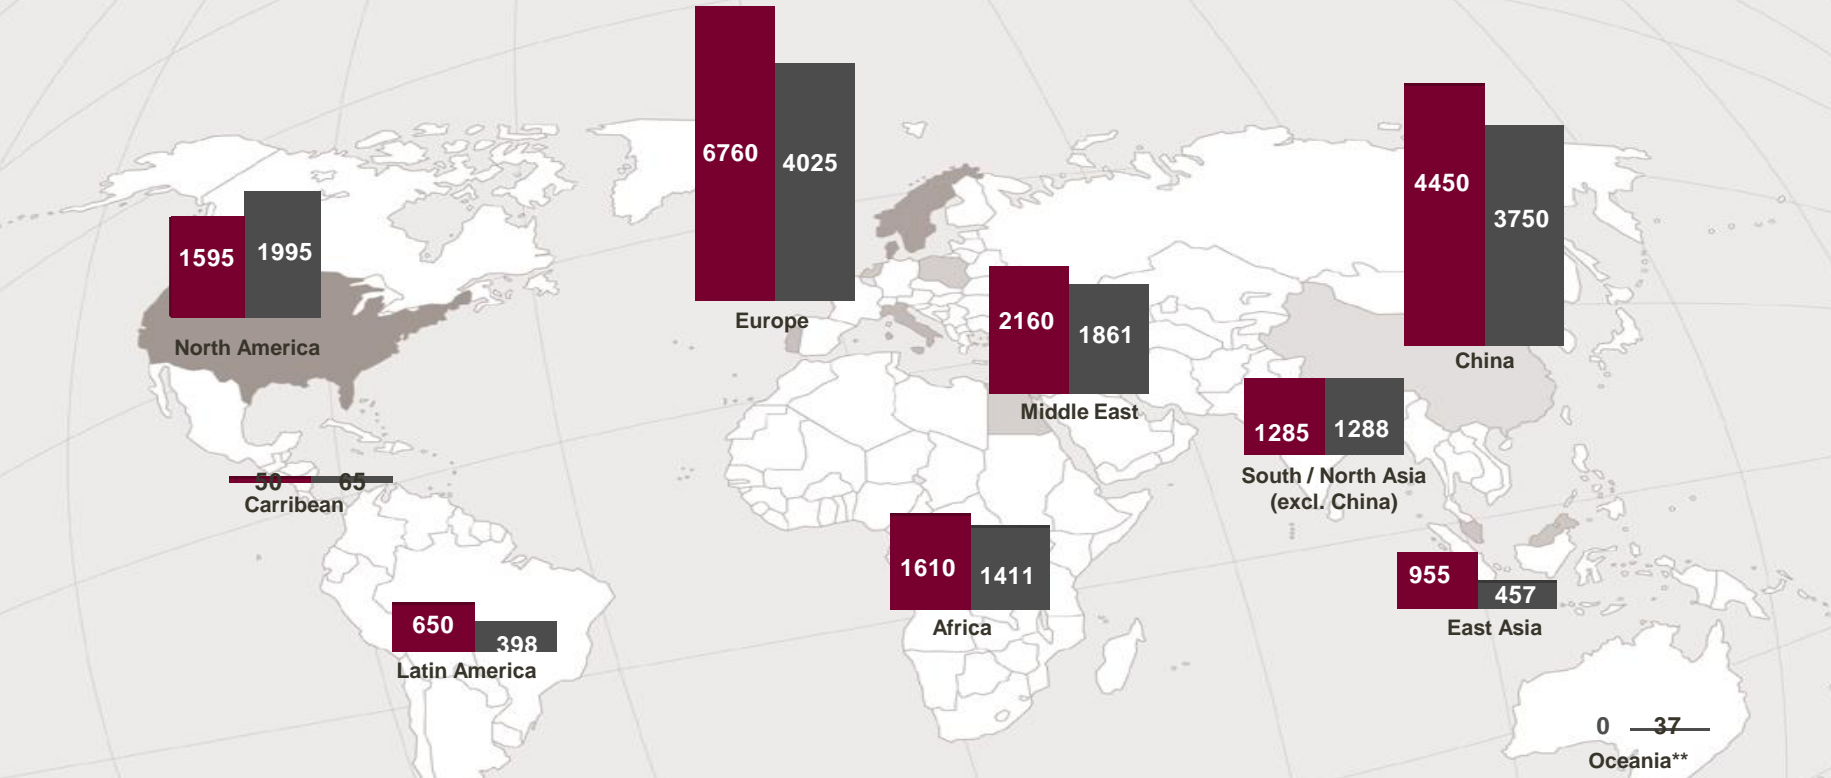 6760
4025
Europe
4450
3750
China
1595
1995
North America
2160
1861
Middle East
1285
1288
South / North Asia
(excl. China)
50
65
Carribean
1610
1411
Africa
955
457
East Asia
650
398
Latin America
0
37
Oceania**